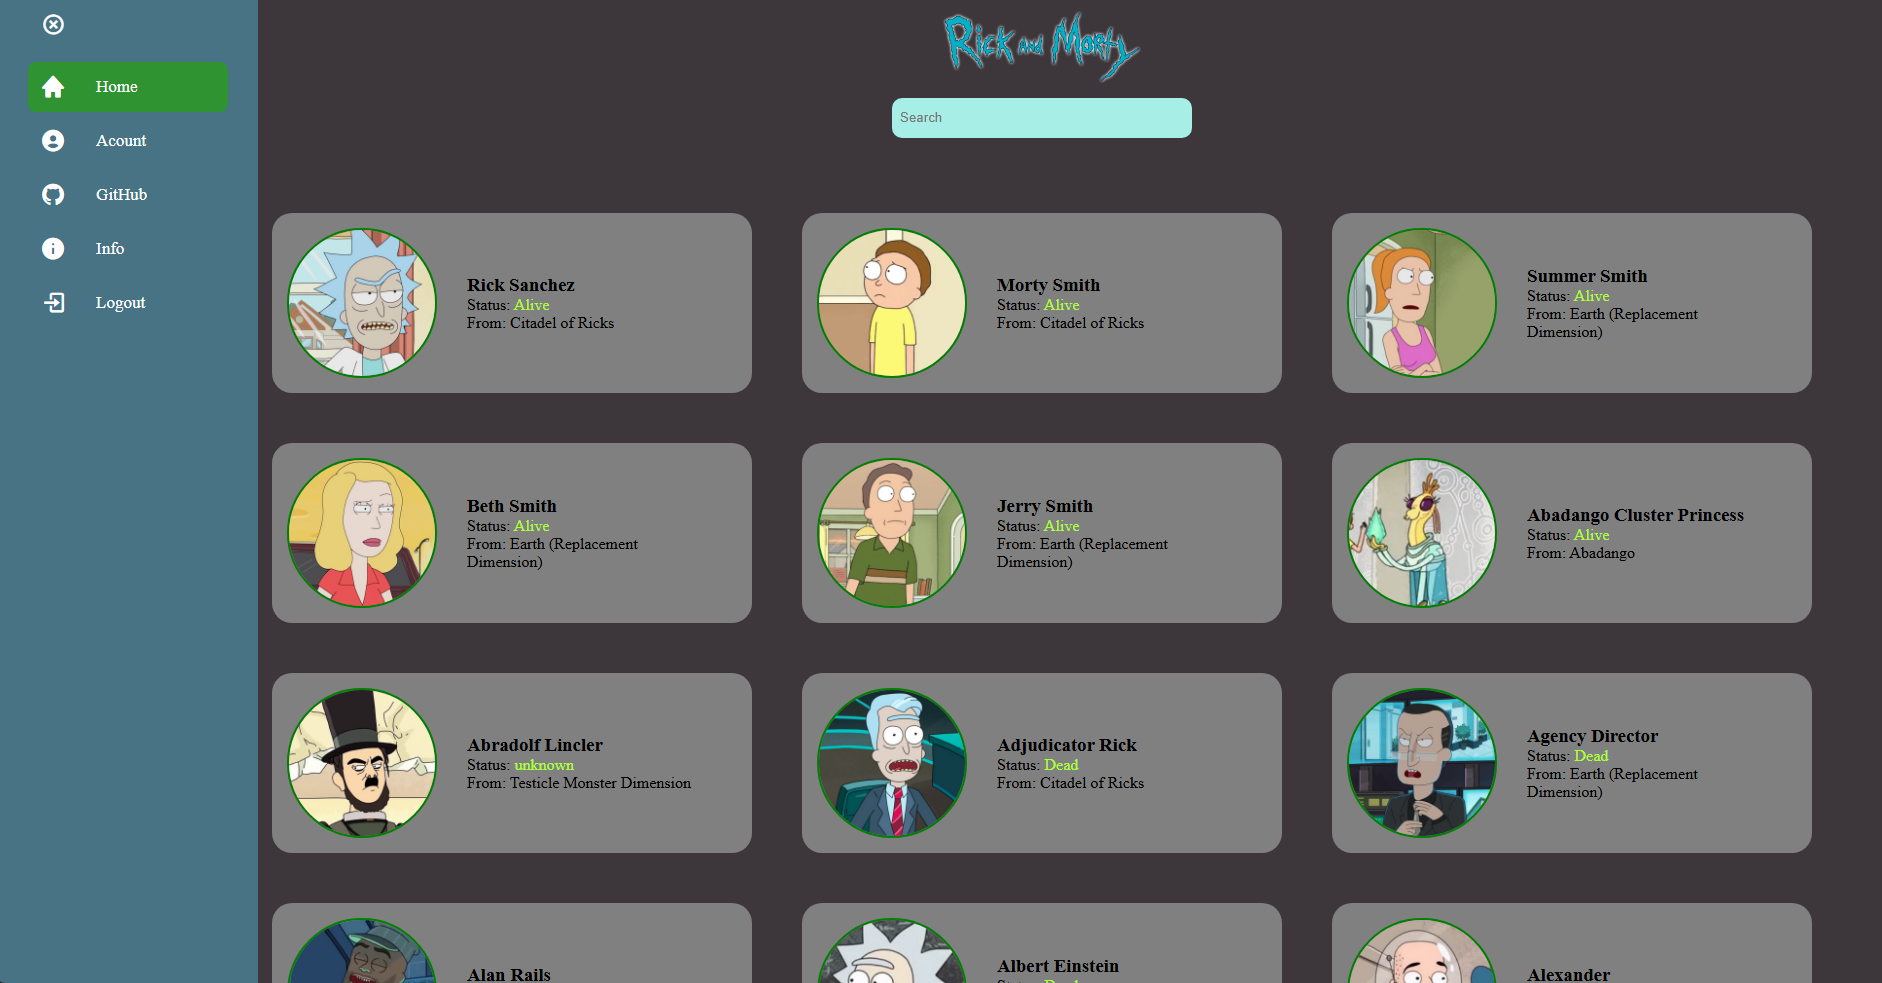 Rick and Morty
Search
Home
Acount
GitHub
Info
Logout
Rick Sanchez
Status: Alive
From: Citadel of Ricks
Morty Smith
Status: Alive
From: Citadel of Ricks
Summer Smith
Status: Alive
From: Earth (Replacement
Dimension)
Beth Smith
Status: Alive
From: Earth (Replacement
Dimension)
Jerry Smith
Status: Alive
From: Earth (Replacement
Dimension)
Abadango Cluster Princess
Status: Alive
From: Abadango
Abradolf Lincler
Status: unknown
From: Testicle Monster Dimension
Adjudicator Rick
Status: Dead
From: Citadel of Ricks
Agency Director
Status: Dead
From: Earth (Replacement
Dimension)
Alan Rails
Albert Einstein
Alexander